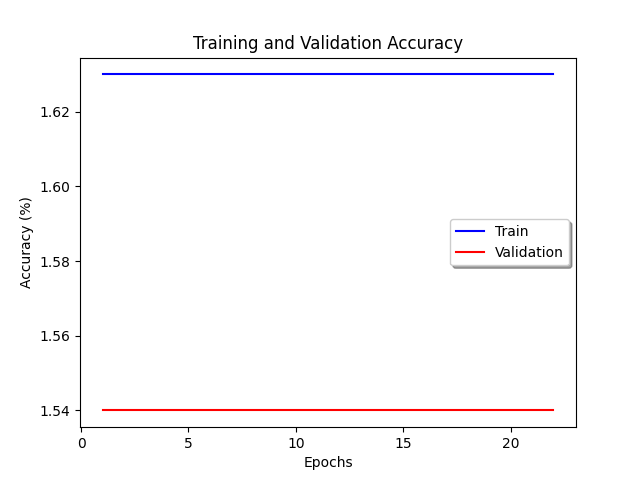 Training and Validation Accuracy
Accuracy (%)
1.62
1.60
1.58
1.56
1.54
Train
Validation
0 5 10 15 20
Epochs